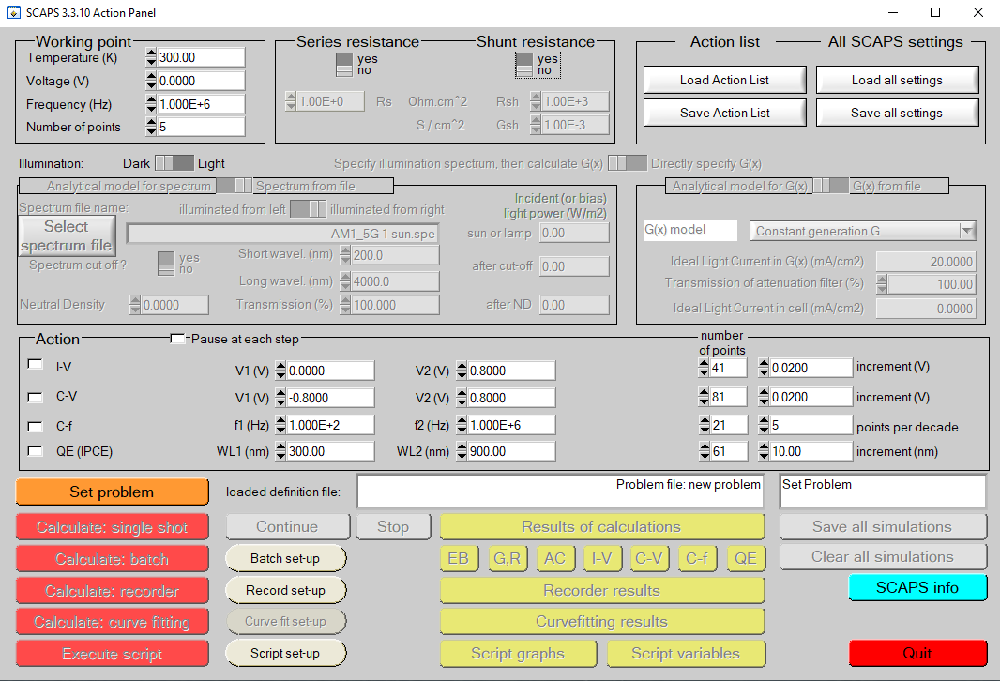 SCAPS 3.3.10 Action Panel
Working point
Temperature (K) 300.00
Voltage (V) 0.0000
Frequency (Hz) 1.000E+6
Number of points 5
Series resistance
Shunt resistance
yes
no
yes
no
1.00E+0 Rs Ohm.cm^2 Rsh 1.00E+3
S / cm^2 Gsh 1.00E-3
Action list
All SCAPS settings
Load Action List
Load all settings
Save Action List
Save all settings
Illumination: Dark Light
Specify illumination spectrum, then calculate G(x) Directly specify G(x)
Analytical model for spectrum Spectrum from file
Spectrum file name: illuminated from left illuminated from right
Select
spectrum file
AM1_5G 1 sun.spe
Spectrum cut off ? yes
no
Short wavel. (nm) 200.0
Long wavel. (nm) 4000.0
Neutral Density 0.0000
Transmission (%) 100.000
Incident (or bias)
light power (W/m2)
sun or lamp 0.00
after cut-off 0.00
after ND 0.00
Analytical model for G(x) G(x) from file
G(x) model Constant generation G
Ideal Light Current in G(x) (mA/cm2) 20.0000
Transmission of attenuation filter (%) 100.00
Ideal Light Current in cell (mA/cm2) 0.0000
Action Pause at each step
number
of points
I-V V1 (V) 0.0000 V2 (V) 0.8000 41 0.0200 increment (V)
C-V V1 (V) -0.8000 V2 (V) 0.8000 81 0.0200 increment (V)
C-f f1 (Hz) 1.000E+2 f2 (Hz) 1.000E+6 21 5 points per decade
QE (IPCE) WL1 (nm) 300.00 WL2 (nm) 900.00 61 10.00 increment (nm)
Set problem loaded definition file: Problem file: new problem Set Problem
Calculate: single shot Continue Stop Results of calculations Save all simulations
Calculate: batch Batch set-up EB G,R AC I-V C-V C-f QE Clear all simulations
Calculate: recorder Record set-up Recorder results SCAPS info
Calculate: curve fitting Curve fit set-up Curvefitting results
Execute script Script set-up Script graphs Script variables Quit